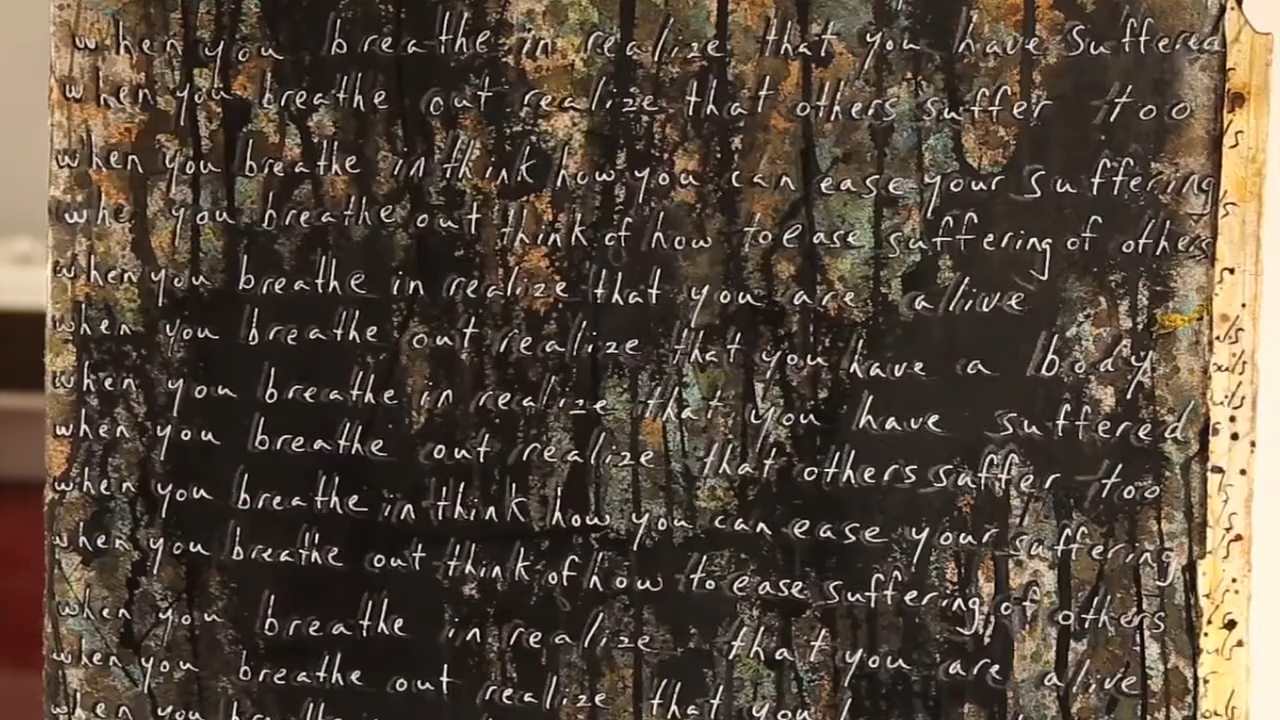 when you breathe in realize that you have suffered
when you breathe out realize that others suffer too
when you breathe in think how you can ease your suffering
whe you breathe out think of how to ease suffering of others
when you breathe in realize that you are alive
when you breathe out realize that you have a body
when you breathe in realize that you have suffered
when you breathe out realize that others suffer too
when you breathe in think how you can ease your suffering
when you breathe out think of how to ease suffering of others
when you breathe in realize that you are alive
when you breathe out realize that you
when you